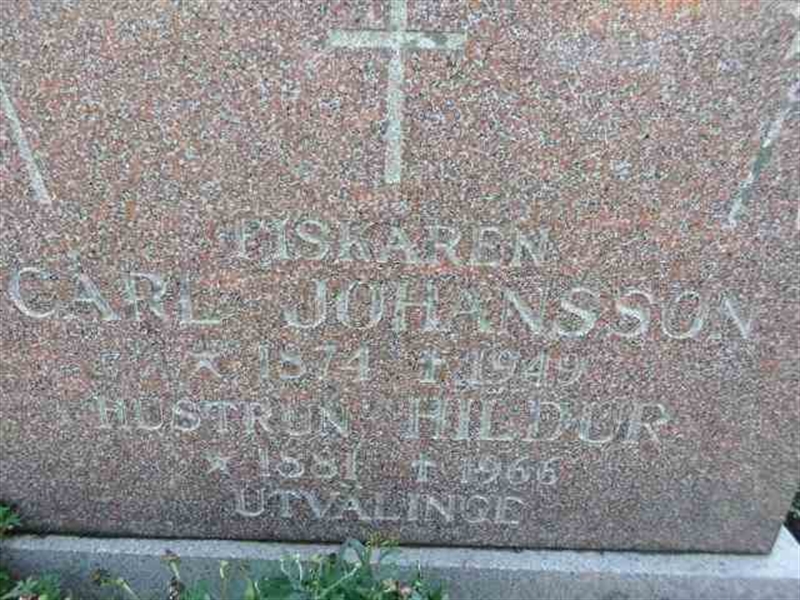 FISKAREN
CARL JOHANSSON
* 1874 † 1949
HUSTRUN HILDUR
* 1881 † 1966
UTVALINGE